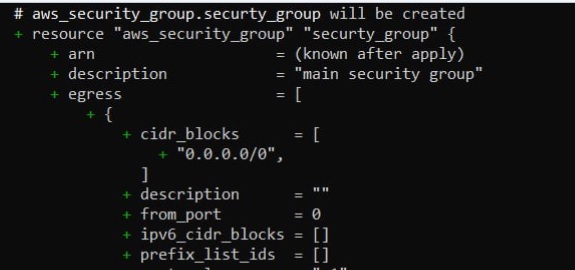 # aws_security_group.securty_group will be created
+ resource "aws_security_group" "securty_group" {
+ arn = (known after apply)
+ description = "main security group"
+ egress = [
+ {
+ cidr_blocks = [
+ "0.0.0.0/0",
]
+ description = ""
+ from_port = 0
+ ipv6_cidr_blocks = []
+ prefix_list_ids = []